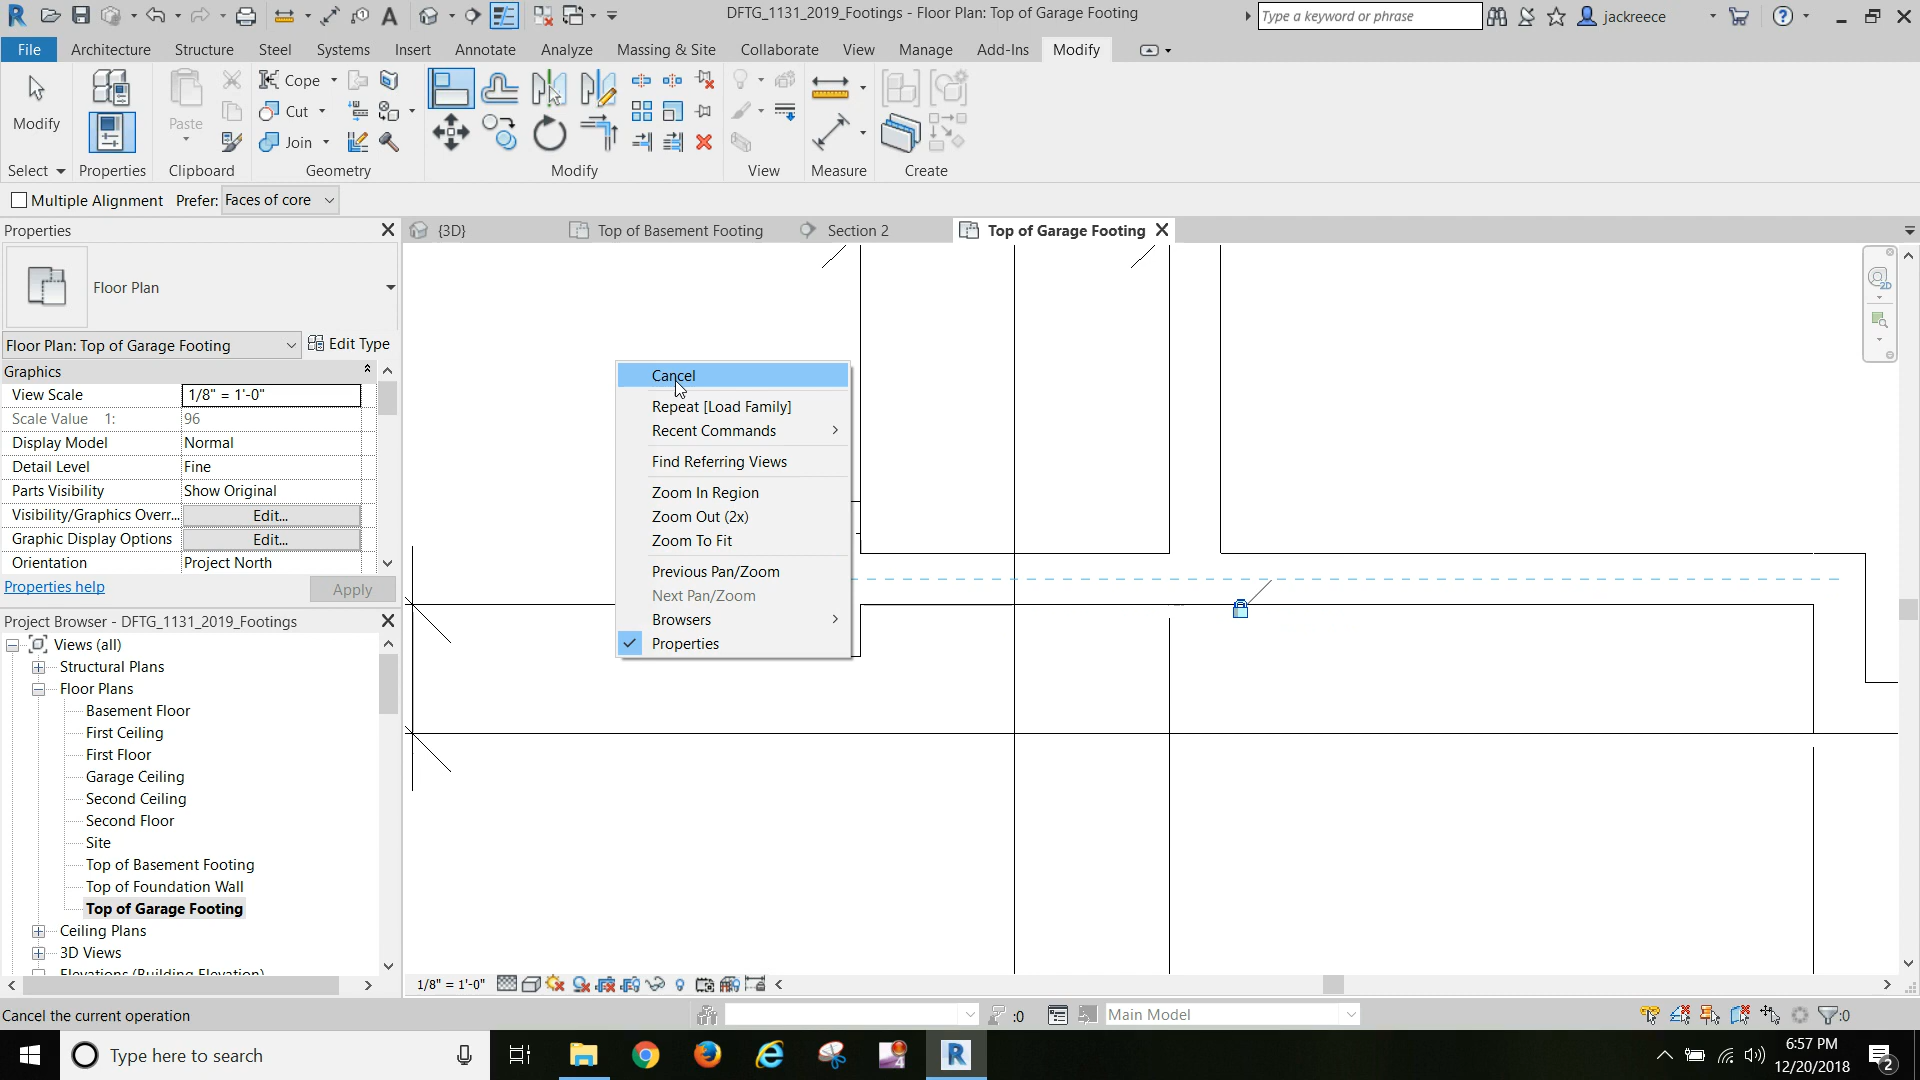 DFTG_1131_2019_Footings - Floor Plan: Top of Garage Footing
Type a keyword or phrase
jackreece
File Architecture Structure Steel Systems Insert Annotate Analyze Massing & Site Collaborate View Manage Add-Ins Modify
Modify
Paste
Cope
Cut
Join
Select Properties Clipboard Geometry Modify View Measure Create
Multiple Alignment Prefer: Faces of core
Properties
{3D} Top of Basement Footing Section 2 Top of Garage Footing
2D
Floor Plan
Floor Plan: Top of Garage Footing Edit Type
Graphics
View Scale 1/8" = 1'-0"
Scale Value 1: 96
Display Model Normal
Detail Level Fine
Parts Visibility Show Original
Visibility/Graphics Overr... Edit...
Graphic Display Options Edit...
Orientation Project North
Properties help Apply
Cancel
Repeat [Load Family]
Recent Commands
Find Referring Views
Zoom In Region
Zoom Out (2x)
Zoom To Fit
Previous Pan/Zoom
Next Pan/Zoom
Browsers
Properties
Project Browser - DFTG_1131_2019_Footings
Views (all)
Structural Plans
Floor Plans
Basement Floor
First Ceiling
First Floor
Garage Ceiling
Second Ceiling
Second Floor
Site
Top of Basement Footing
Top of Foundation Wall
Top of Garage Footing
Ceiling Plans
3D Views
Elevations (Building Elevation)
1/8" = 1'-0"
Cancel the current operation
:0
Main Model
:0
Type here to search
6:57 PM
12/20/2018
2